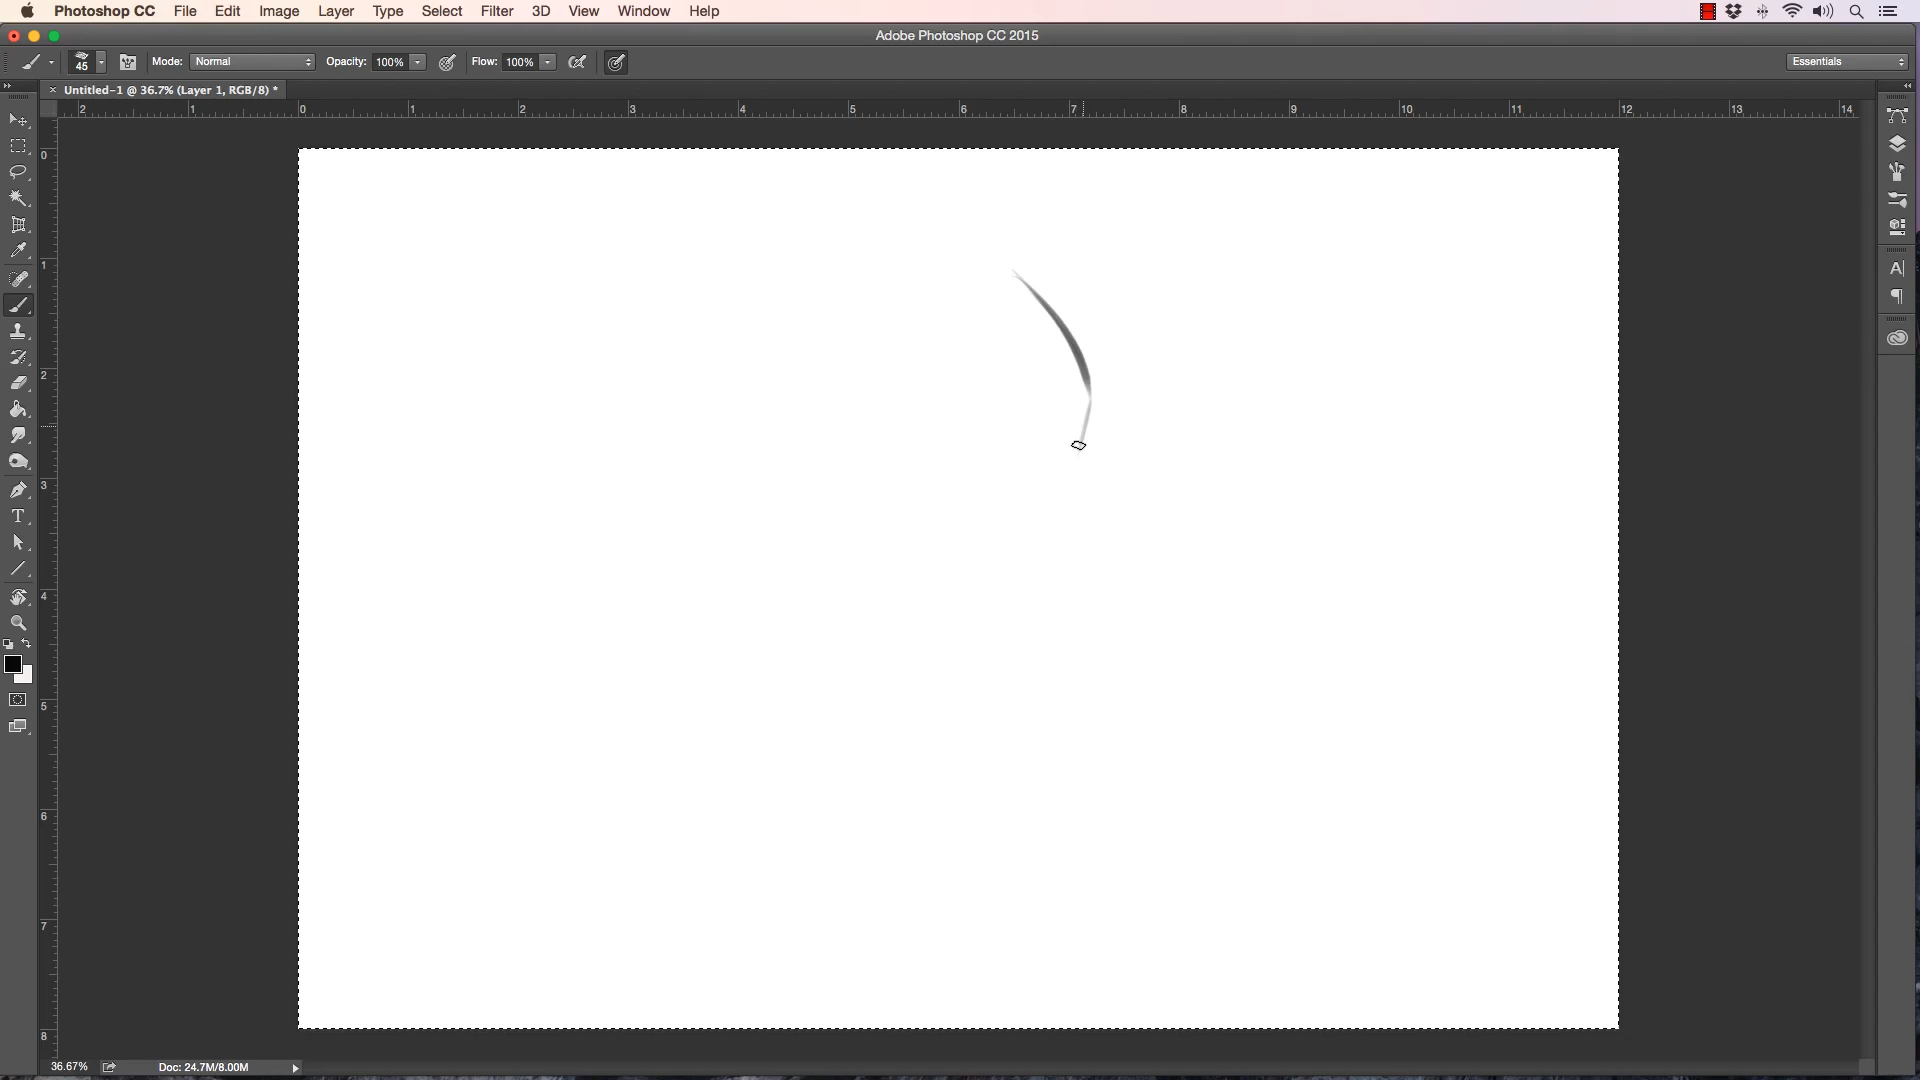 Photoshop CC File Edit Image Layer Type Select Filter 3D View Window Help
Adobe Photoshop CC 2015
45 Mode: Normal Opacity: 100% Flow: 100% Essentials
× Untitled-1 @ 36.7% (Layer 1, RGB/8) *
2 1 0 1 2 3 4 5 6 7 8 9 10 11 12 13 14
0
1
2
3
4
5
6
7
8
T
A
36.67% Doc: 24.7M/8.00M